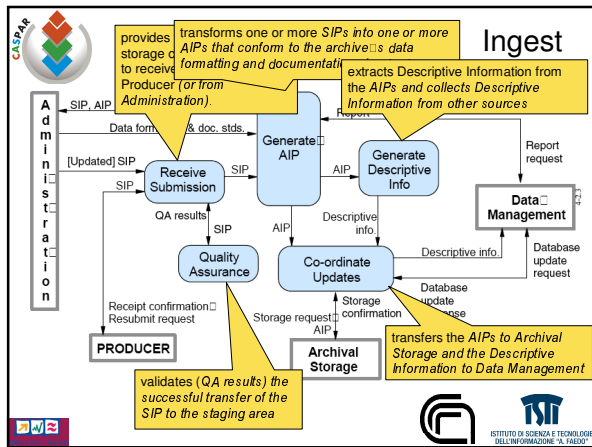 CASPAR
Ingest
provides
storage c
to receive
Producer (or from
Administration).
transforms one or more SIPs into one or more
AIPs that conform to the archive□s data
formatting and documentation
extracts Descriptive Information from
the AIPs and collects Descriptive
Information from other sources
A
d
m
i
n□
i
s□
t
r
a□
t
i
o
n
SIP, AIP
Report
Data form & doc. stds.
[Updated] SIP
SIP
Receive
Submission
SIP
Generate□
AIP
AIP
Generate
Descriptive
Info
Report
request
Data□
Management
4-2.3
QA results
SIP
AIP
Descriptive
info.
Quality
Assurance
Co-ordinate
Updates
Descriptive info.
Database
update
request
Database
update
Receipt confirmation□
Resubmit request
Storage request□
AIP
Storage
confirmation
PRODUCER
Archival
Storage
transfers the AIPs to Archival
Storage and the Descriptive
Information to Data Management
validates (QA results) the
successful transfer of the
SIP to the staging area
ISTI
ISTITUTO DI SCIENZA E TECNOLOGIE
DELL'INFORMAZIONE "A. FAEDO"